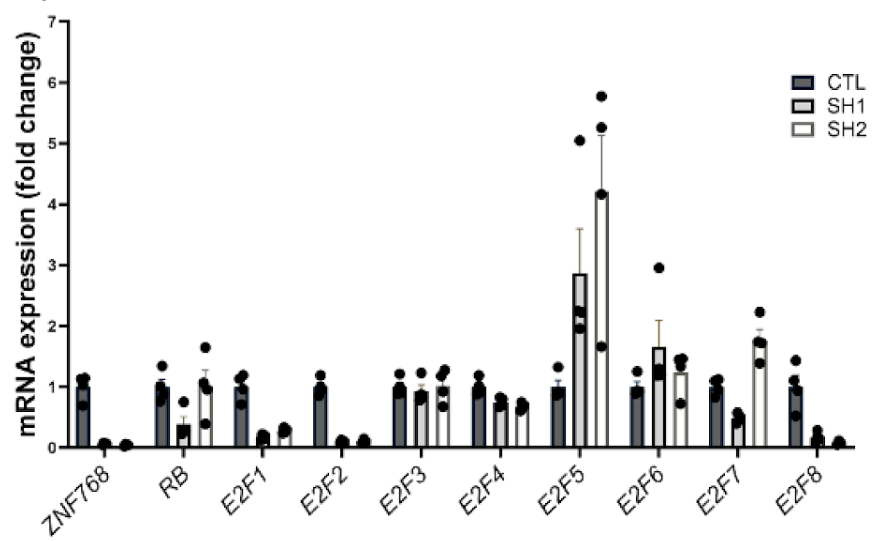 mRNA expression (fold change)
7
6
5
4
3
2
1
0
CTL
SH1
SH2
ZNF768
RB
E2F1
E2F2
E2F3
E2F4
E2F5
E2F6
E2F7
E2F8